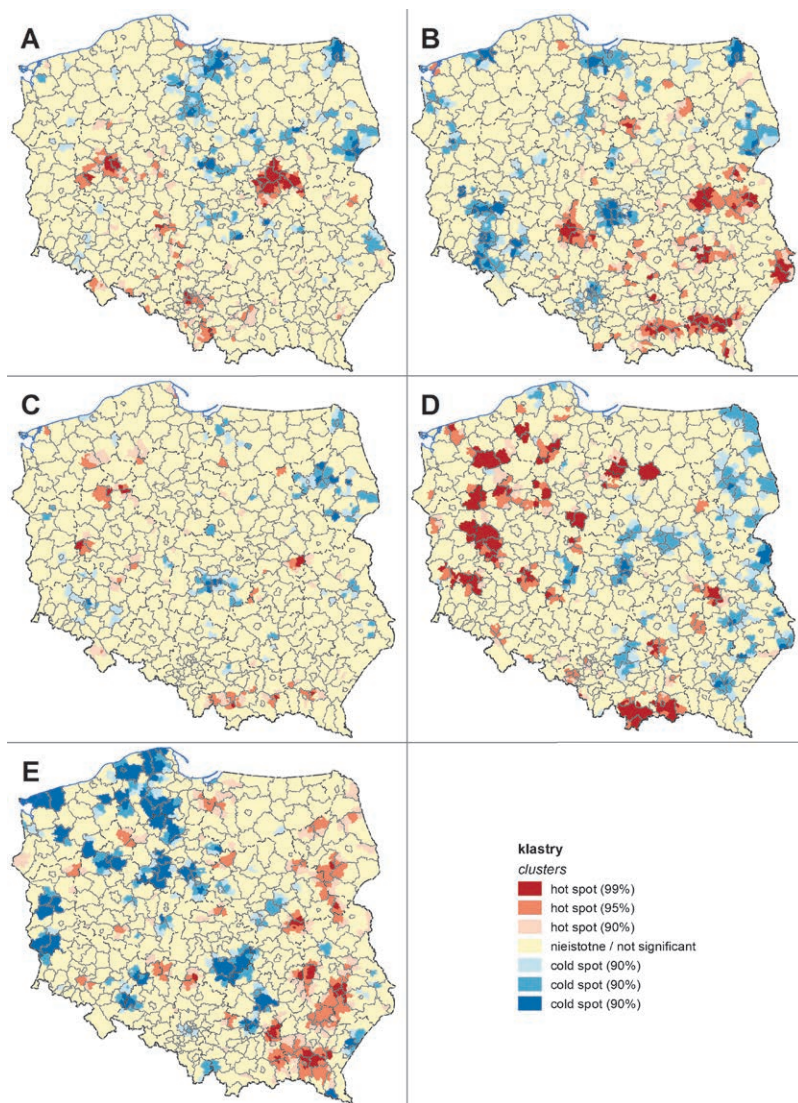 A
B
C
D
E
klastry
clusters
hot spot (99%)
hot spot (95%)
hot spot (90%)
nieistotne / not significant
cold spot (90%)
cold spot (90%)
cold spot (90%)